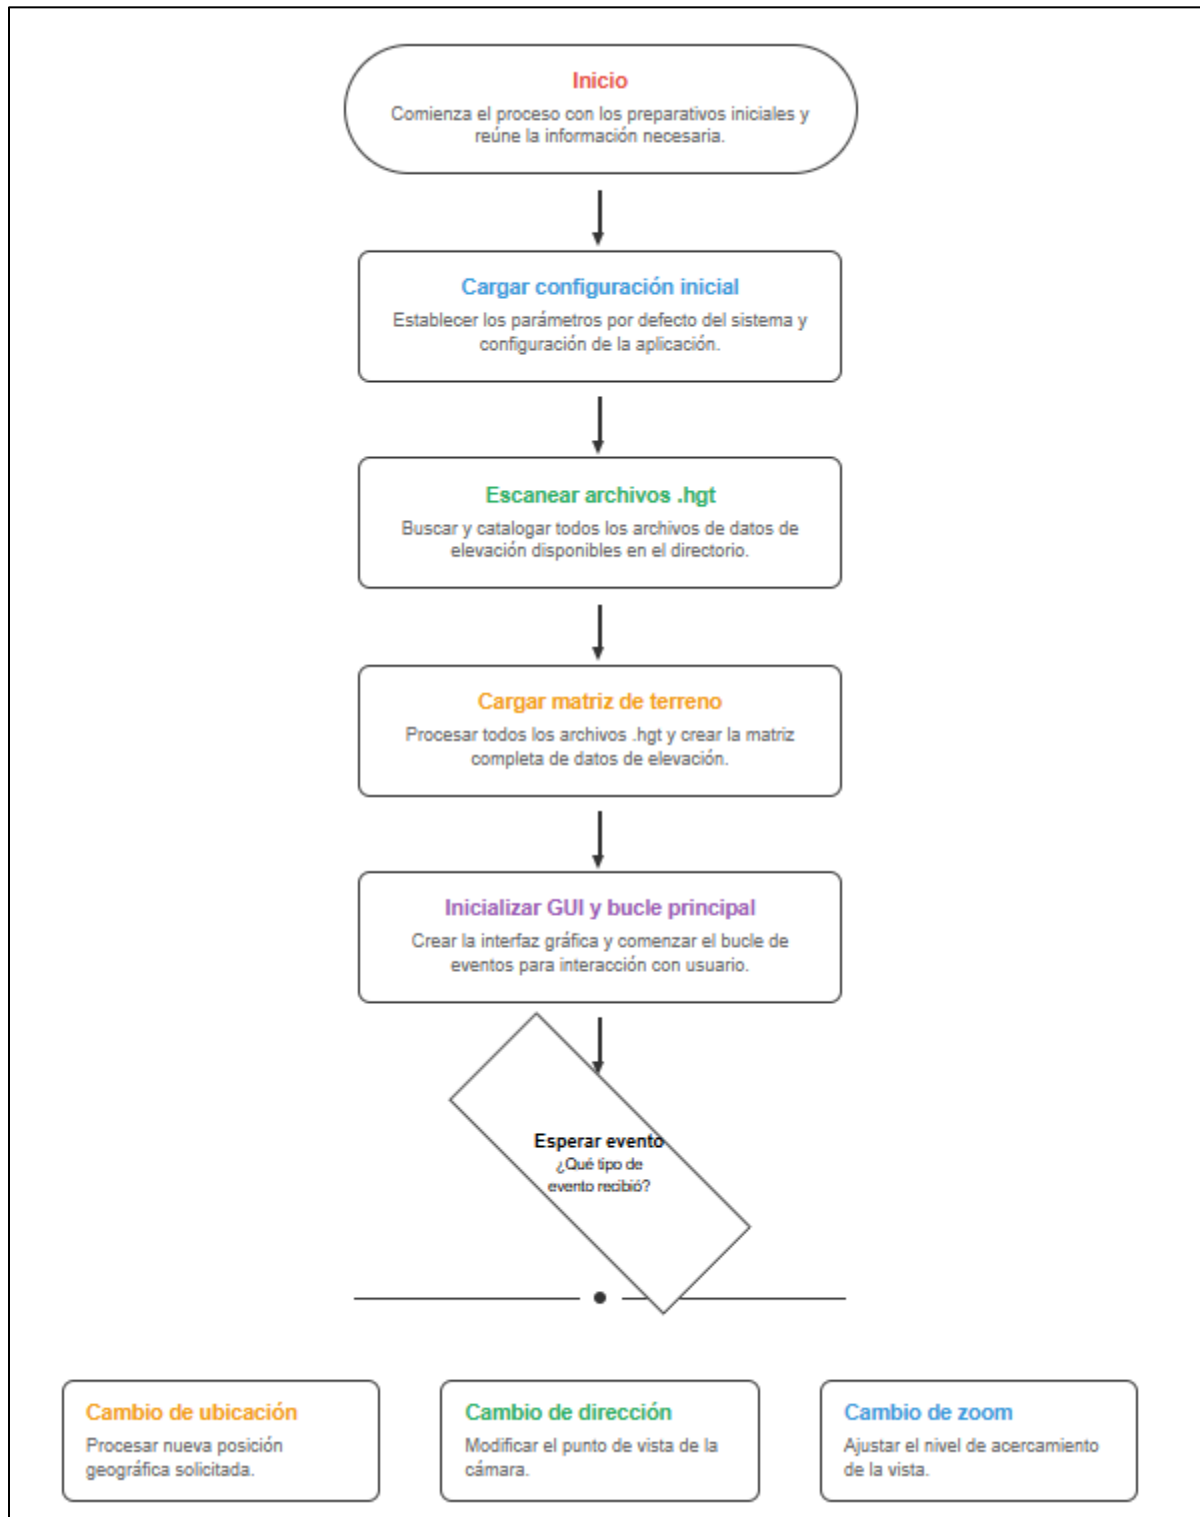 Inicio
Comienza el proceso con los preparativos iniciales y
reúne la información necesaria.
Cargar configuración inicial
Establecer los parámetros por defecto del sistema y
configuración de la aplicación.
Escanear archivos .hgt
Buscar y catalogar todos los archivos de datos de
elevación disponibles en el directorio.
Cargar matriz de terreno
Procesar todos los archivos .hgt y crear la matriz
completa de datos de elevación.
Inicializar GUI y bucle principal
Crear la interfaz gráfica y comenzar el bucle de
eventos para interacción con usuario.
Esperar evento
¿Qué tipo de
evento recibió?
Cambio de ubicación
Procesar nueva posición
geográfica solicitada.
Cambio de dirección
Modificar el punto de vista de la
cámara.
Cambio de zoom
Ajustar el nivel de acercamiento
de la vista.